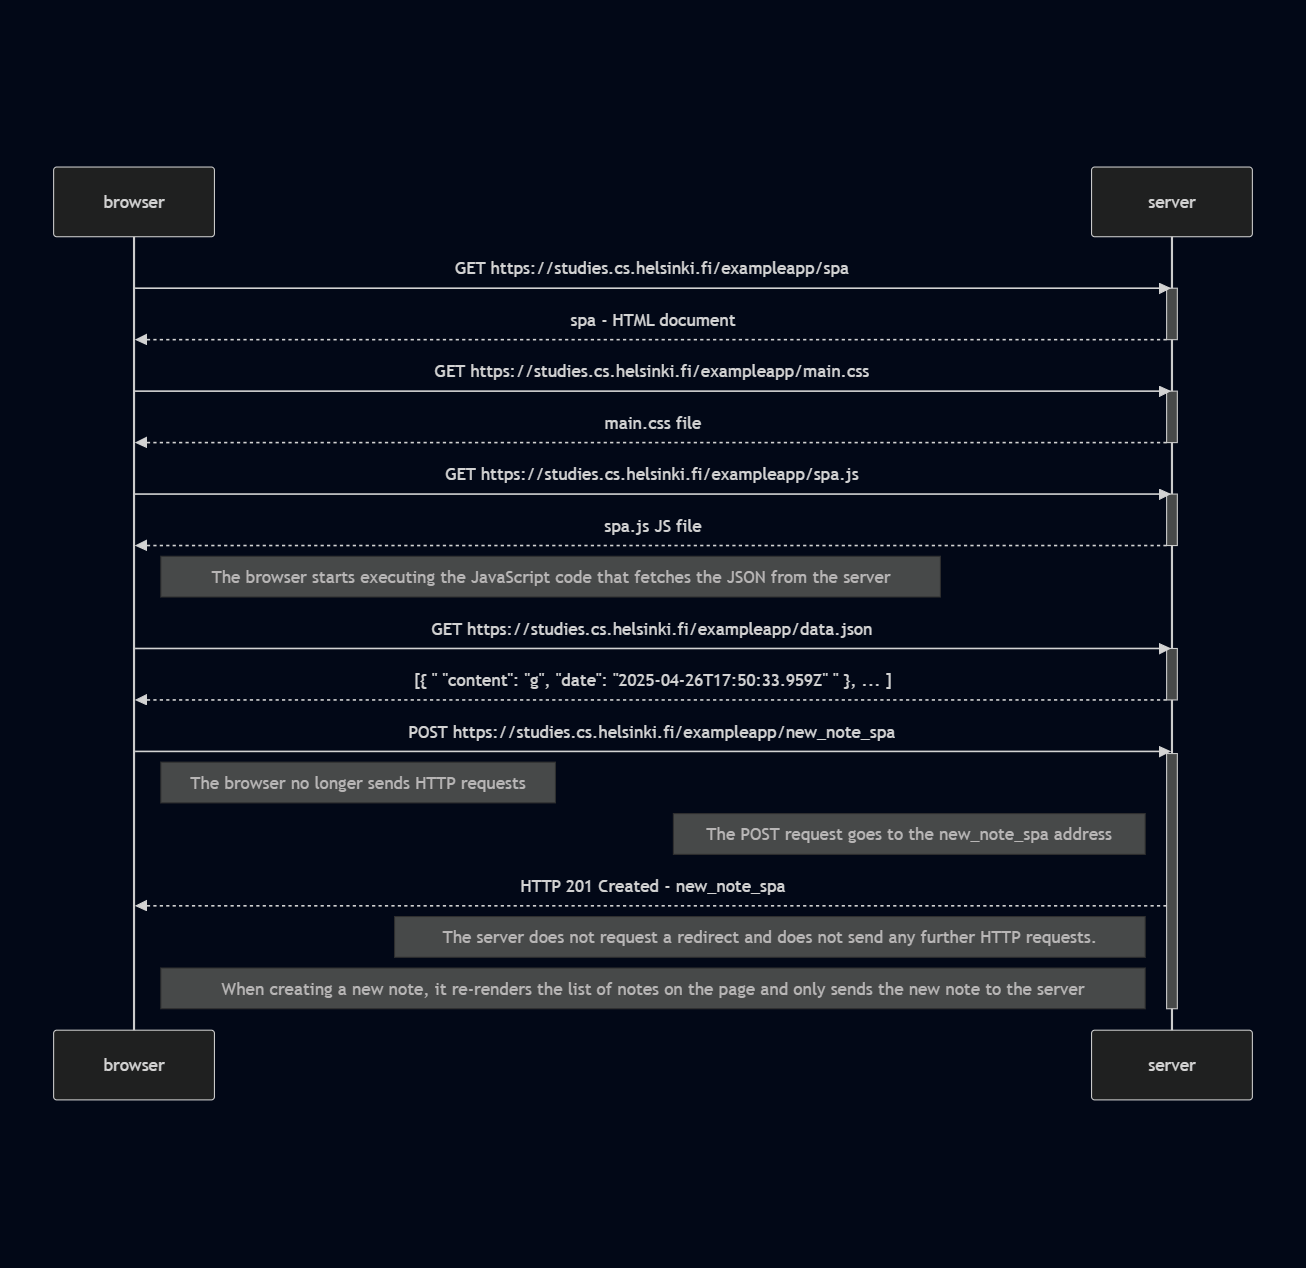 browser
server
GET https://studies.cs.helsinki.fi/exampleapp/spa
spa - HTML document
GET https://studies.cs.helsinki.fi/exampleapp/main.css
main.css file
GET https://studies.cs.helsinki.fi/exampleapp/spa.js
spa.js JS file
The browser starts executing the JavaScript code that fetches the JSON from the server
GET https://studies.cs.helsinki.fi/exampleapp/data.json
[{ " "content": "g", "date": "2025-04-26T17:50:33.959Z" " }, ... ]
POST https://studies.cs.helsinki.fi/exampleapp/new_note_spa
The browser no longer sends HTTP requests
The POST request goes to the new_note_spa address
HTTP 201 Created - new_note_spa
The server does not request a redirect and does not send any further HTTP requests.
When creating a new note, it re-renders the list of notes on the page and only sends the new note to the server
browser
server